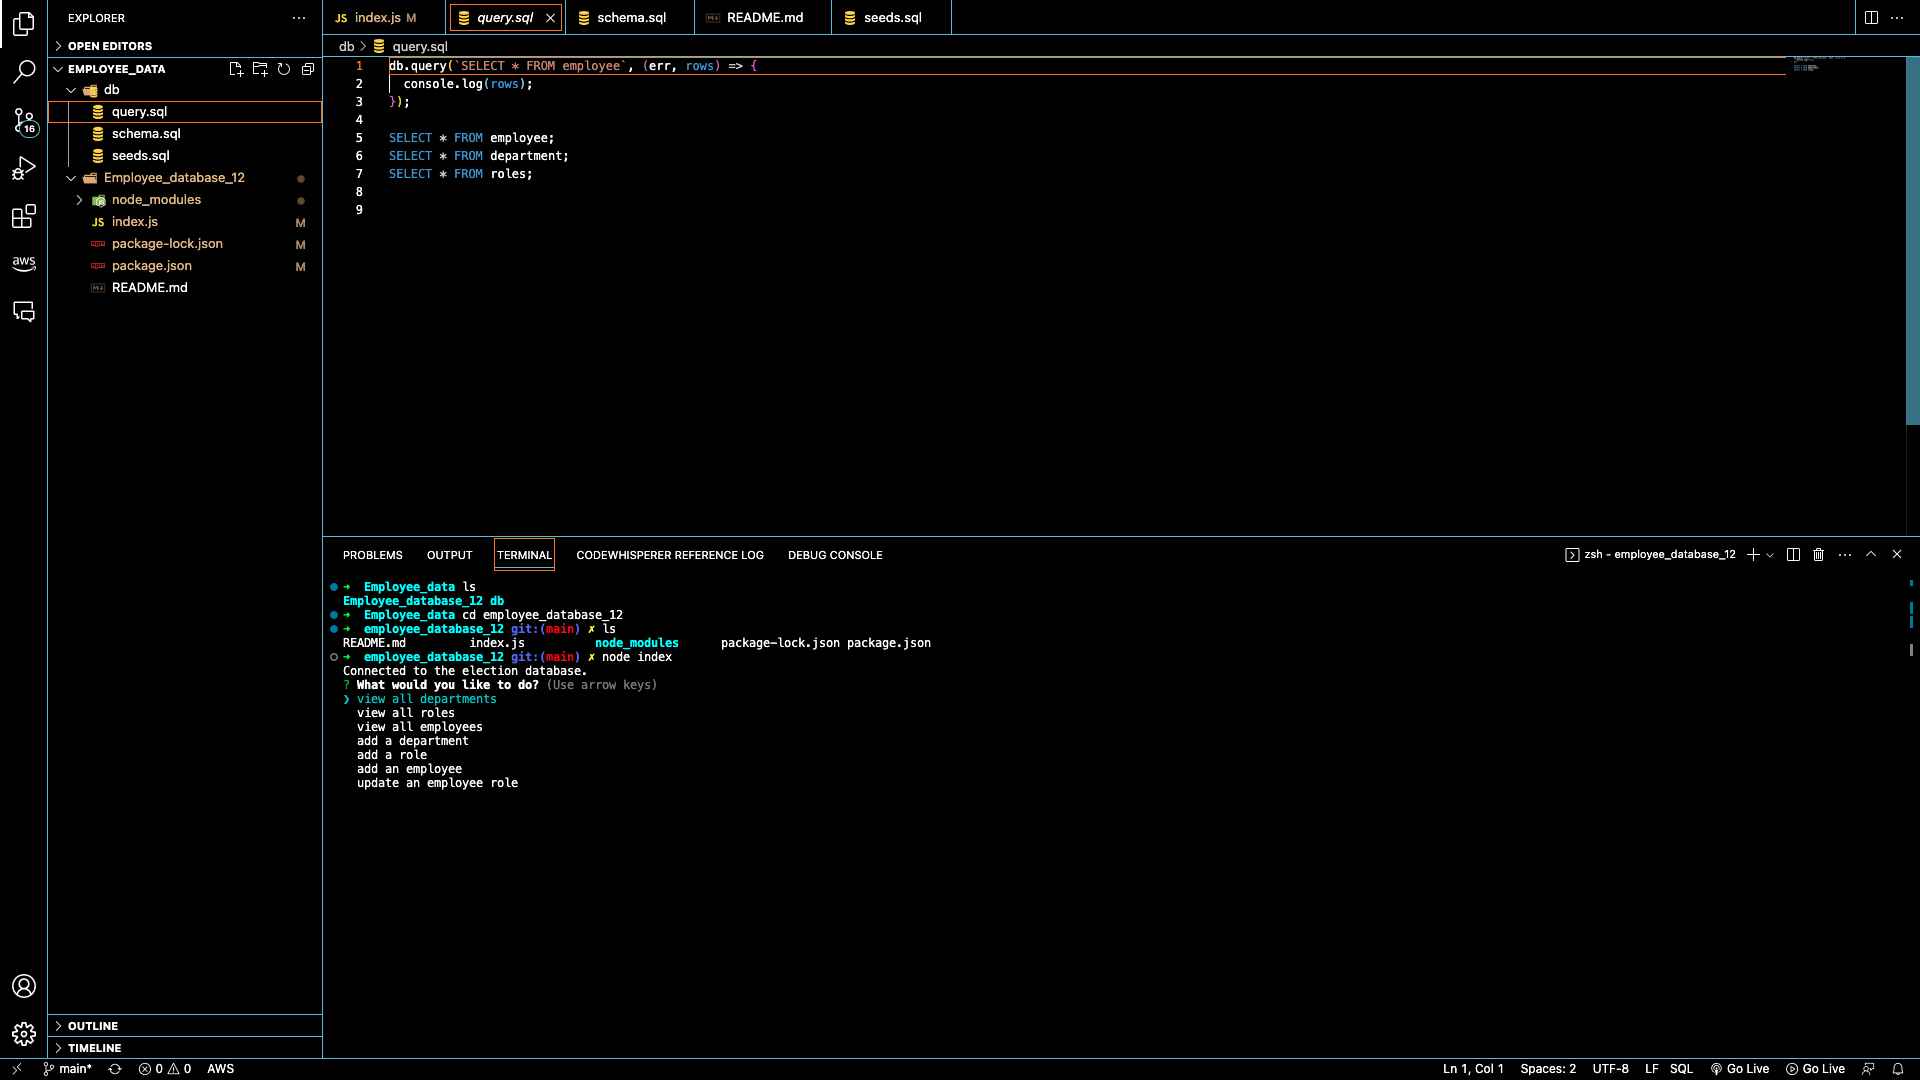 EXPLORER
OPEN EDITORS
EMPLOYEE_DATA
db
query.sql
schema.sql
seeds.sql
Employee_database_12
node_modules
JS index.js M
package-lock.json M
package.json M
README.md
OUTLINE
TIMELINE
16
aws
JS index.js M
query.sql
schema.sql
README.md
seeds.sql
db > query.sql
1 db.query(`SELECT * FROM employee`, (err, rows) => {
2 console.log(rows);
3 });
4
5 SELECT * FROM employee;
6 SELECT * FROM department;
7 SELECT * FROM roles;
8
9
PROBLEMS OUTPUT TERMINAL CODEWHISPERER REFERENCE LOG DEBUG CONSOLE
zsh - employee_database_12
➜ Employee_data ls
Employee_database_12 db
➜ Employee_data cd employee_database_12
➜ employee_database_12 git:(main) ✗ ls
README.md index.js node_modules package-lock.json package.json
➜ employee_database_12 git:(main) ✗ node index
Connected to the election database.
? What would you like to do? (Use arrow keys)
❯ view all departments
view all roles
view all employees
add a department
add a role
add an employee
update an employee role
main* 0 0 AWS
Ln 1, Col 1 Spaces: 2 UTF-8 LF SQL Go Live Go Live